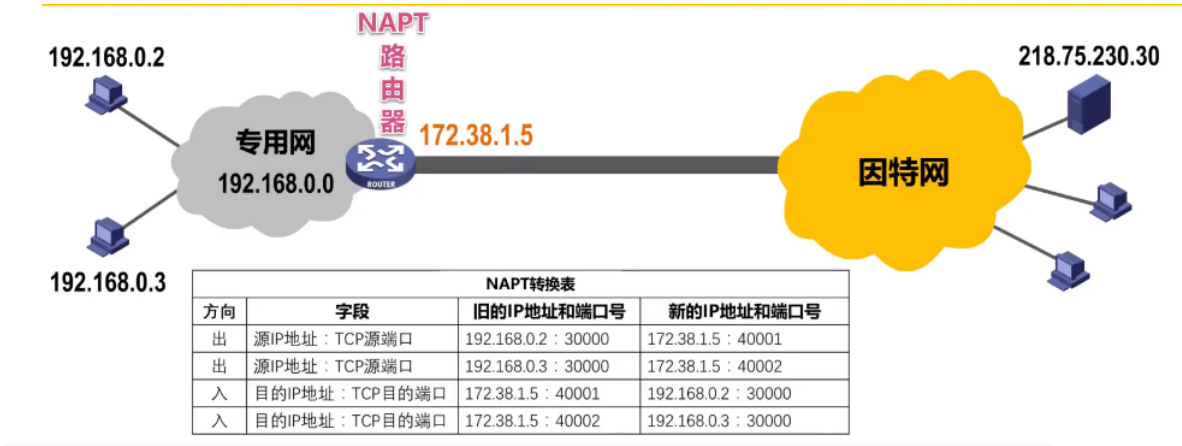 NAPT
路
由
器
192.168.0.2
218.75.230.30
专用网
192.168.0.0
172.38.1.5
ROUTER
因特网
192.168.0.3
NAPT转换表
方向 字段 旧的IP地址和端口号 新的IP地址和端口号
出 源IP地址：TCP源端口 192.168.0.2：30000 172.38.1.5：40001
出 源IP地址：TCP源端口 192.168.0.3：30000 172.38.1.5：40002
入 目的IP地址：TCP目的端口 172.38.1.5：40001 192.168.0.2：30000
入 目的IP地址：TCP目的端口 172.38.1.5：40002 192.168.0.3：30000